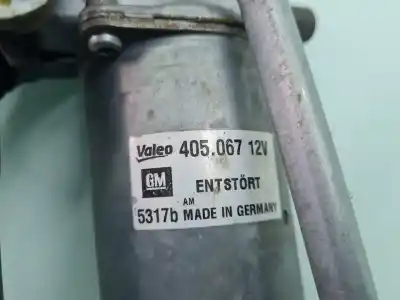 Valeo 405.067 12V
GM ENTSTÖRT
AM
5317b MADE IN GERMANY